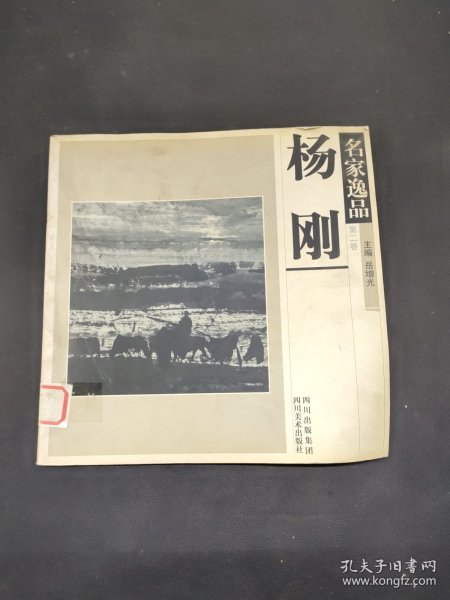 名家逸品
第二卷
主编 岳增光
杨刚
四川出版集团
四川美术出版社
孔夫子旧书网
www.kongfz.com